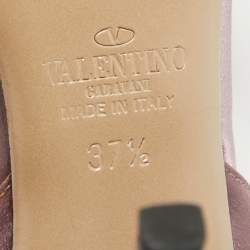 VALENTINO
GARAVANI
MADE IN ITALY
37½